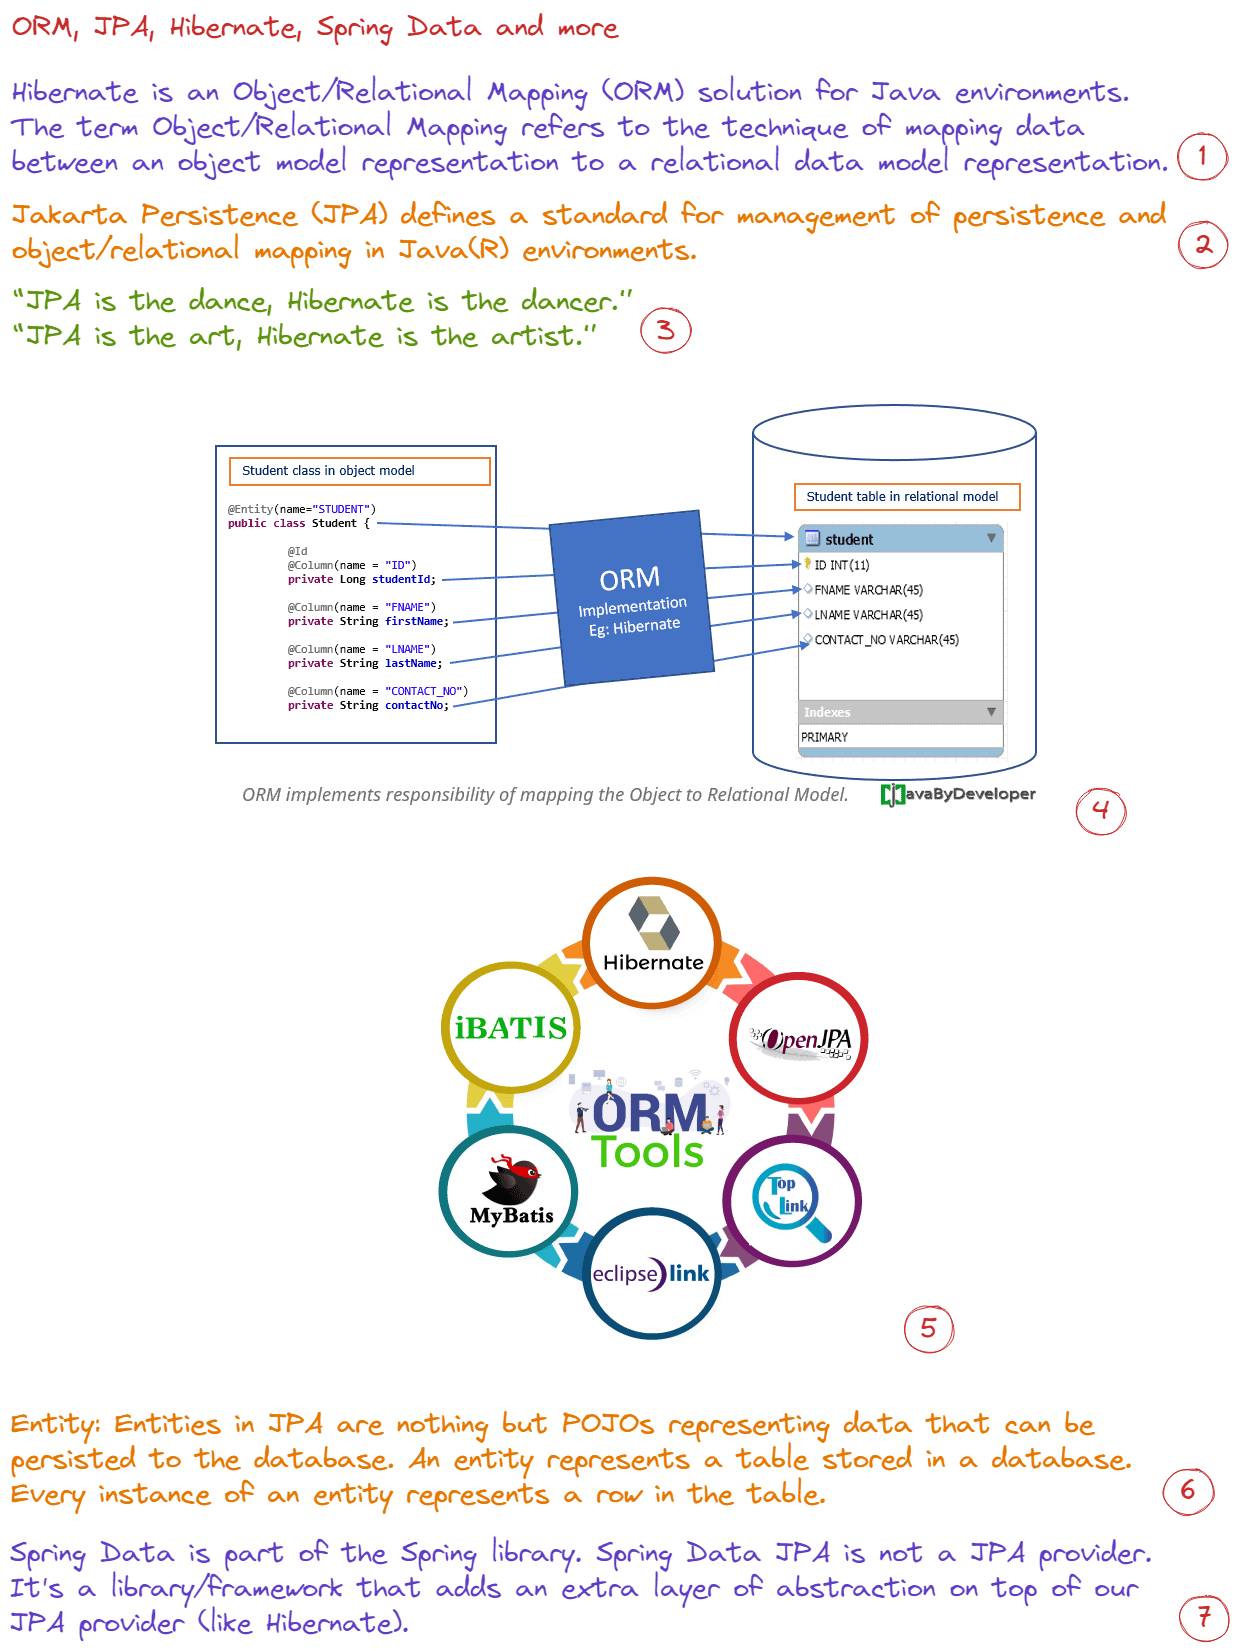 ORM, JPA, Hibernate, Spring Data and more
Hibernate is an Object/Relational Mapping (ORM) solution for Java environments.
The term Object/Relational Mapping refers to the technique of mapping data
between an object model representation to a relational data model representation.
1
Jakarta Persistence (JPA) defines a standard for management of persistence and
object/relational mapping in Java(R) environments.
2
"JPA is the dance, Hibernate is the dancer."
"JPA is the art, Hibernate is the artist."
3
Student class in object model
@Entity(name="STUDENT")
public class Student {
@Id
@Column(name = "ID")
private Long studentId;
@Column(name = "FNAME")
private String firstName;
@Column(name = "LNAME")
private String lastName;
@Column(name = "CONTACT_NO")
private String contactNo;
ORM
Implementation
Eg: Hibernate
Student table in relational model
student
ID INT(11)
FNAME VARCHAR(45)
LNAME VARCHAR(45)
CONTACT_NO VARCHAR(45)
Indexes
PRIMARY
ORM implements responsibility of mapping the Object to Relational Model.
JavaByDeveloper
4
Hibernate
iBATIS
OpenJPA
ORM
Tools
MyBatis
Top
Link
eclipse link
5
Entity: Entities in JPA are nothing but POJOs representing data that can be
persisted to the database. An entity represents a table stored in a database.
Every instance of an entity represents a row in the table.
6
Spring Data is part of the Spring library. Spring Data JPA is not a JPA provider.
It's a library/framework that adds an extra layer of abstraction on top of our
JPA provider (like Hibernate).
7